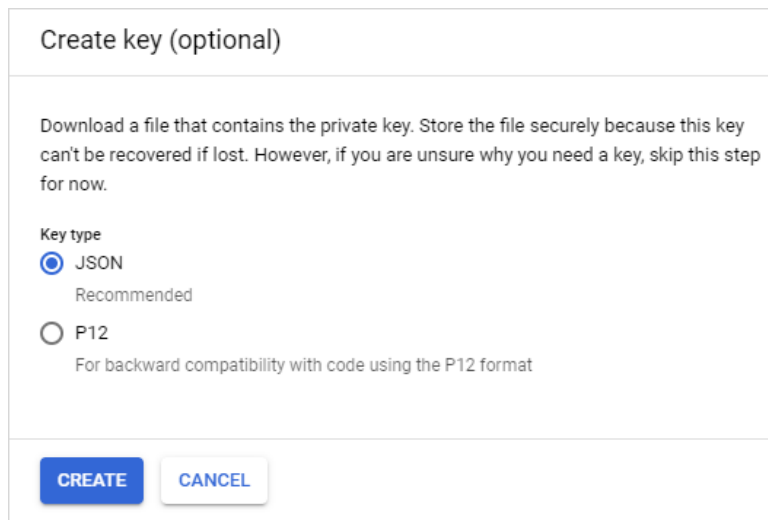 Create key (optional)
Download a file that contains the private key. Store the file securely because this key
can't be recovered if lost. However, if you are unsure why you need a key, skip this step
for now.
Key type
JSON
Recommended
P12
For backward compatibility with code using the P12 format
CREATE CANCEL